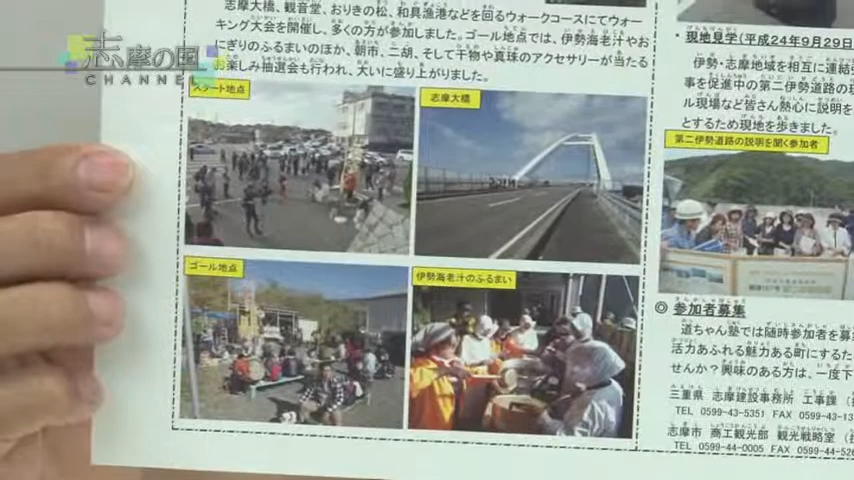 志摩の国
CHANNEL
志摩大橋、観音堂、おりきの松、和具漁港などを回るウォークコースにてウォー
キング大会を開催し、多くの方が参加しました。ゴール地点では、伊勢海老汁やお
にぎりのふるまいのほか、朝市、二胡、そして干物や真珠のアクセサリーが当たる
お楽しみ抽選会も行われ、大いに盛り上がりました。
スタート地点
志摩大橋
ゴール地点
伊勢海老汁のふるまい
・現地見学(平成24年9月29日
伊勢・志摩地域を相互に連結
事を促進中の第二伊勢道路の現
ル現場など皆さん熱心に説明を
とするため現地を歩きました。
第二伊勢道路の説明を聞く参加者
◎ 参加者募集
道ちゃん塾では随時参加者を募
活力あふれる魅力ある町にするた
せんか？興味のある方は、一度下
三重県 志摩建設事務所 工事課
TEL 0599-43-5351 FAX 0599-43-13
志摩市 商工観光部 観光戦略室
TEL 0599-44-0005 FAX 0599-44-526